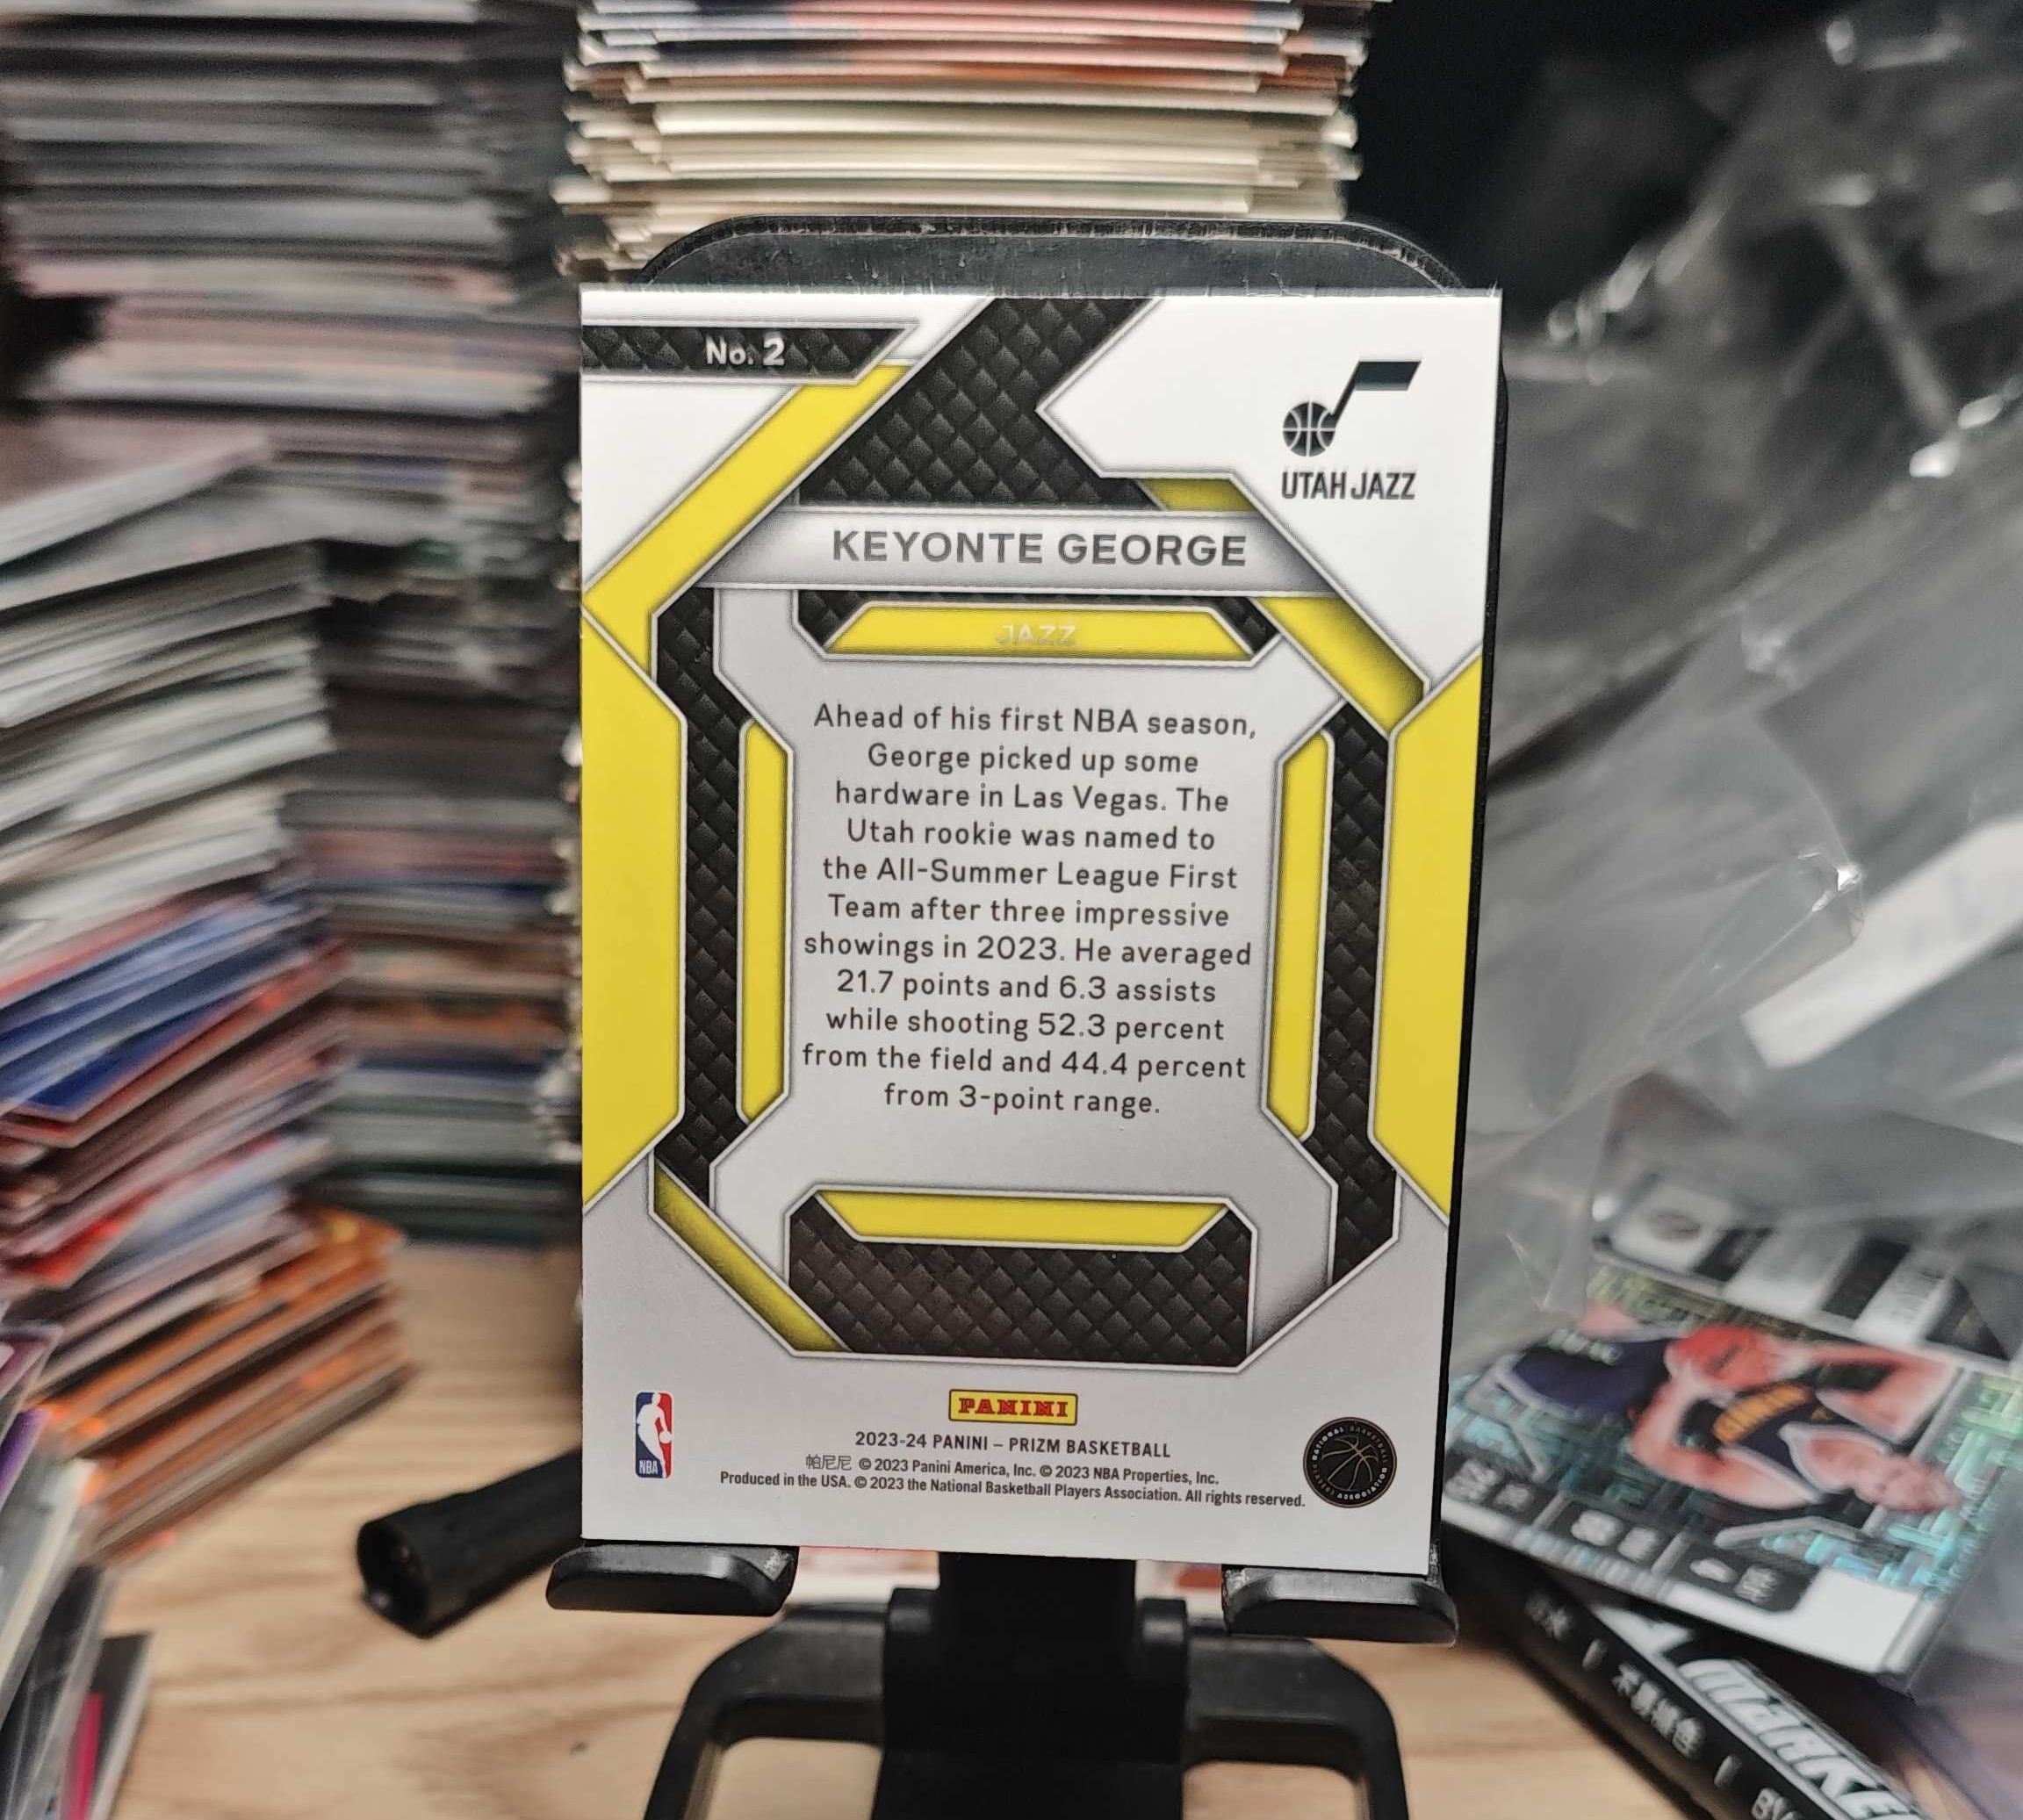 No. 2
UTAH JAZZ
KEYONTE GEORGE
JAZZ
Ahead of his first NBA season,
George picked up some
hardware in Las Vegas. The
Utah rookie was named to
the All-Summer League First
Team after three impressive
showings in 2023. He averaged
21.7 points and 6.3 assists
while shooting 52.3 percent
from the field and 44.4 percent
from 3-point range.
PANINI
2023-24 PANINI – PRIZM BASKETBALL
帕尼尼 © 2023 Panini America, Inc. © 2023 NBA Properties, Inc.
Produced in the USA. © 2023 the National Basketball Players Association. All rights reserved.
NBA
NATIONAL BASKETBALL PLAYERS ASSOCIATION